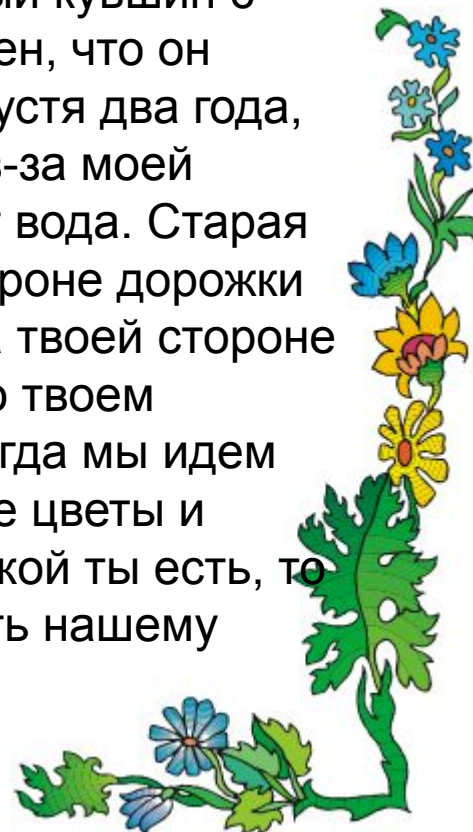 кувшин с
ен, что он
устя два года,
з-за моей
т вода. Старая
роне дорожки
твоей стороне
о твоем
гда мы идем
е цветы и
кой ты есть, то
ть нашему